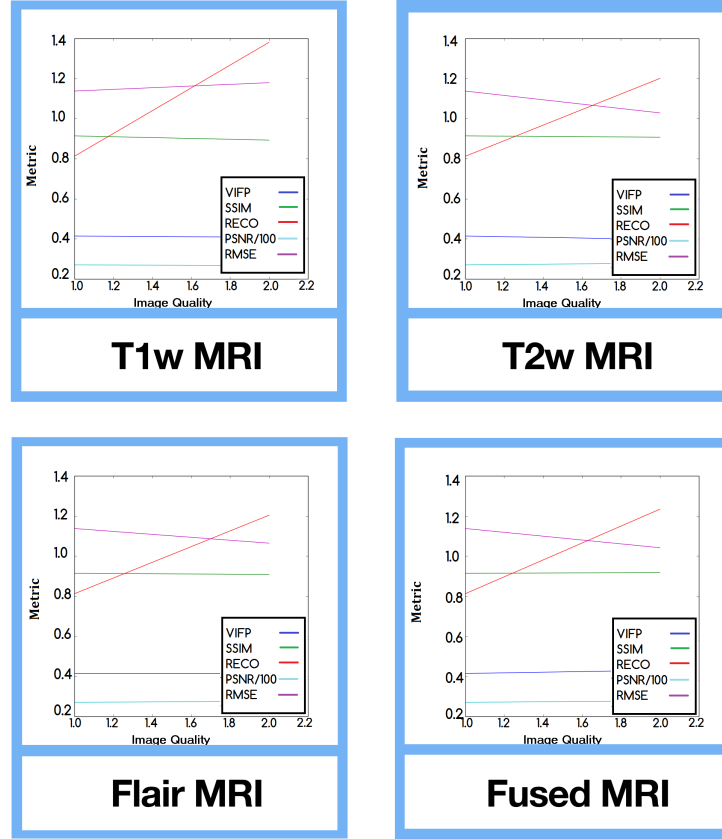 1.4
1.2
1.0
0.8
0.6
0.4
0.2
Metric
VIFP
SSIM
RECO
PSNR/100
RMSE
1.0 1.2 1.4 1.6 1.8 2.0 2.2
Image Quality
T1w MRI
1.4
1.2
1.0
0.8
0.6
0.4
0.2
Metric
VIFP
SSIM
RECO
PSNR/100
RMSE
1.0 1.2 1.4 1.6 1.8 2.0 2.2
Image Quality
T2w MRI
1.4
1.2
1.0
0.8
0.6
0.4
0.2
Metric
VIFP
SSIM
RECO
PSNR/100
RMSE
1.0 1.2 1.4 1.6 1.8 2.0 2.2
Image Quality
Flair MRI
1.4
1.2
1.0
0.8
0.6
0.4
0.2
Metric
VIFP
SSIM
RECO
PSNR/100
RMSE
1.0 1.2 1.4 1.6 1.8 2.0 2.2
Image Quality
Fused MRI